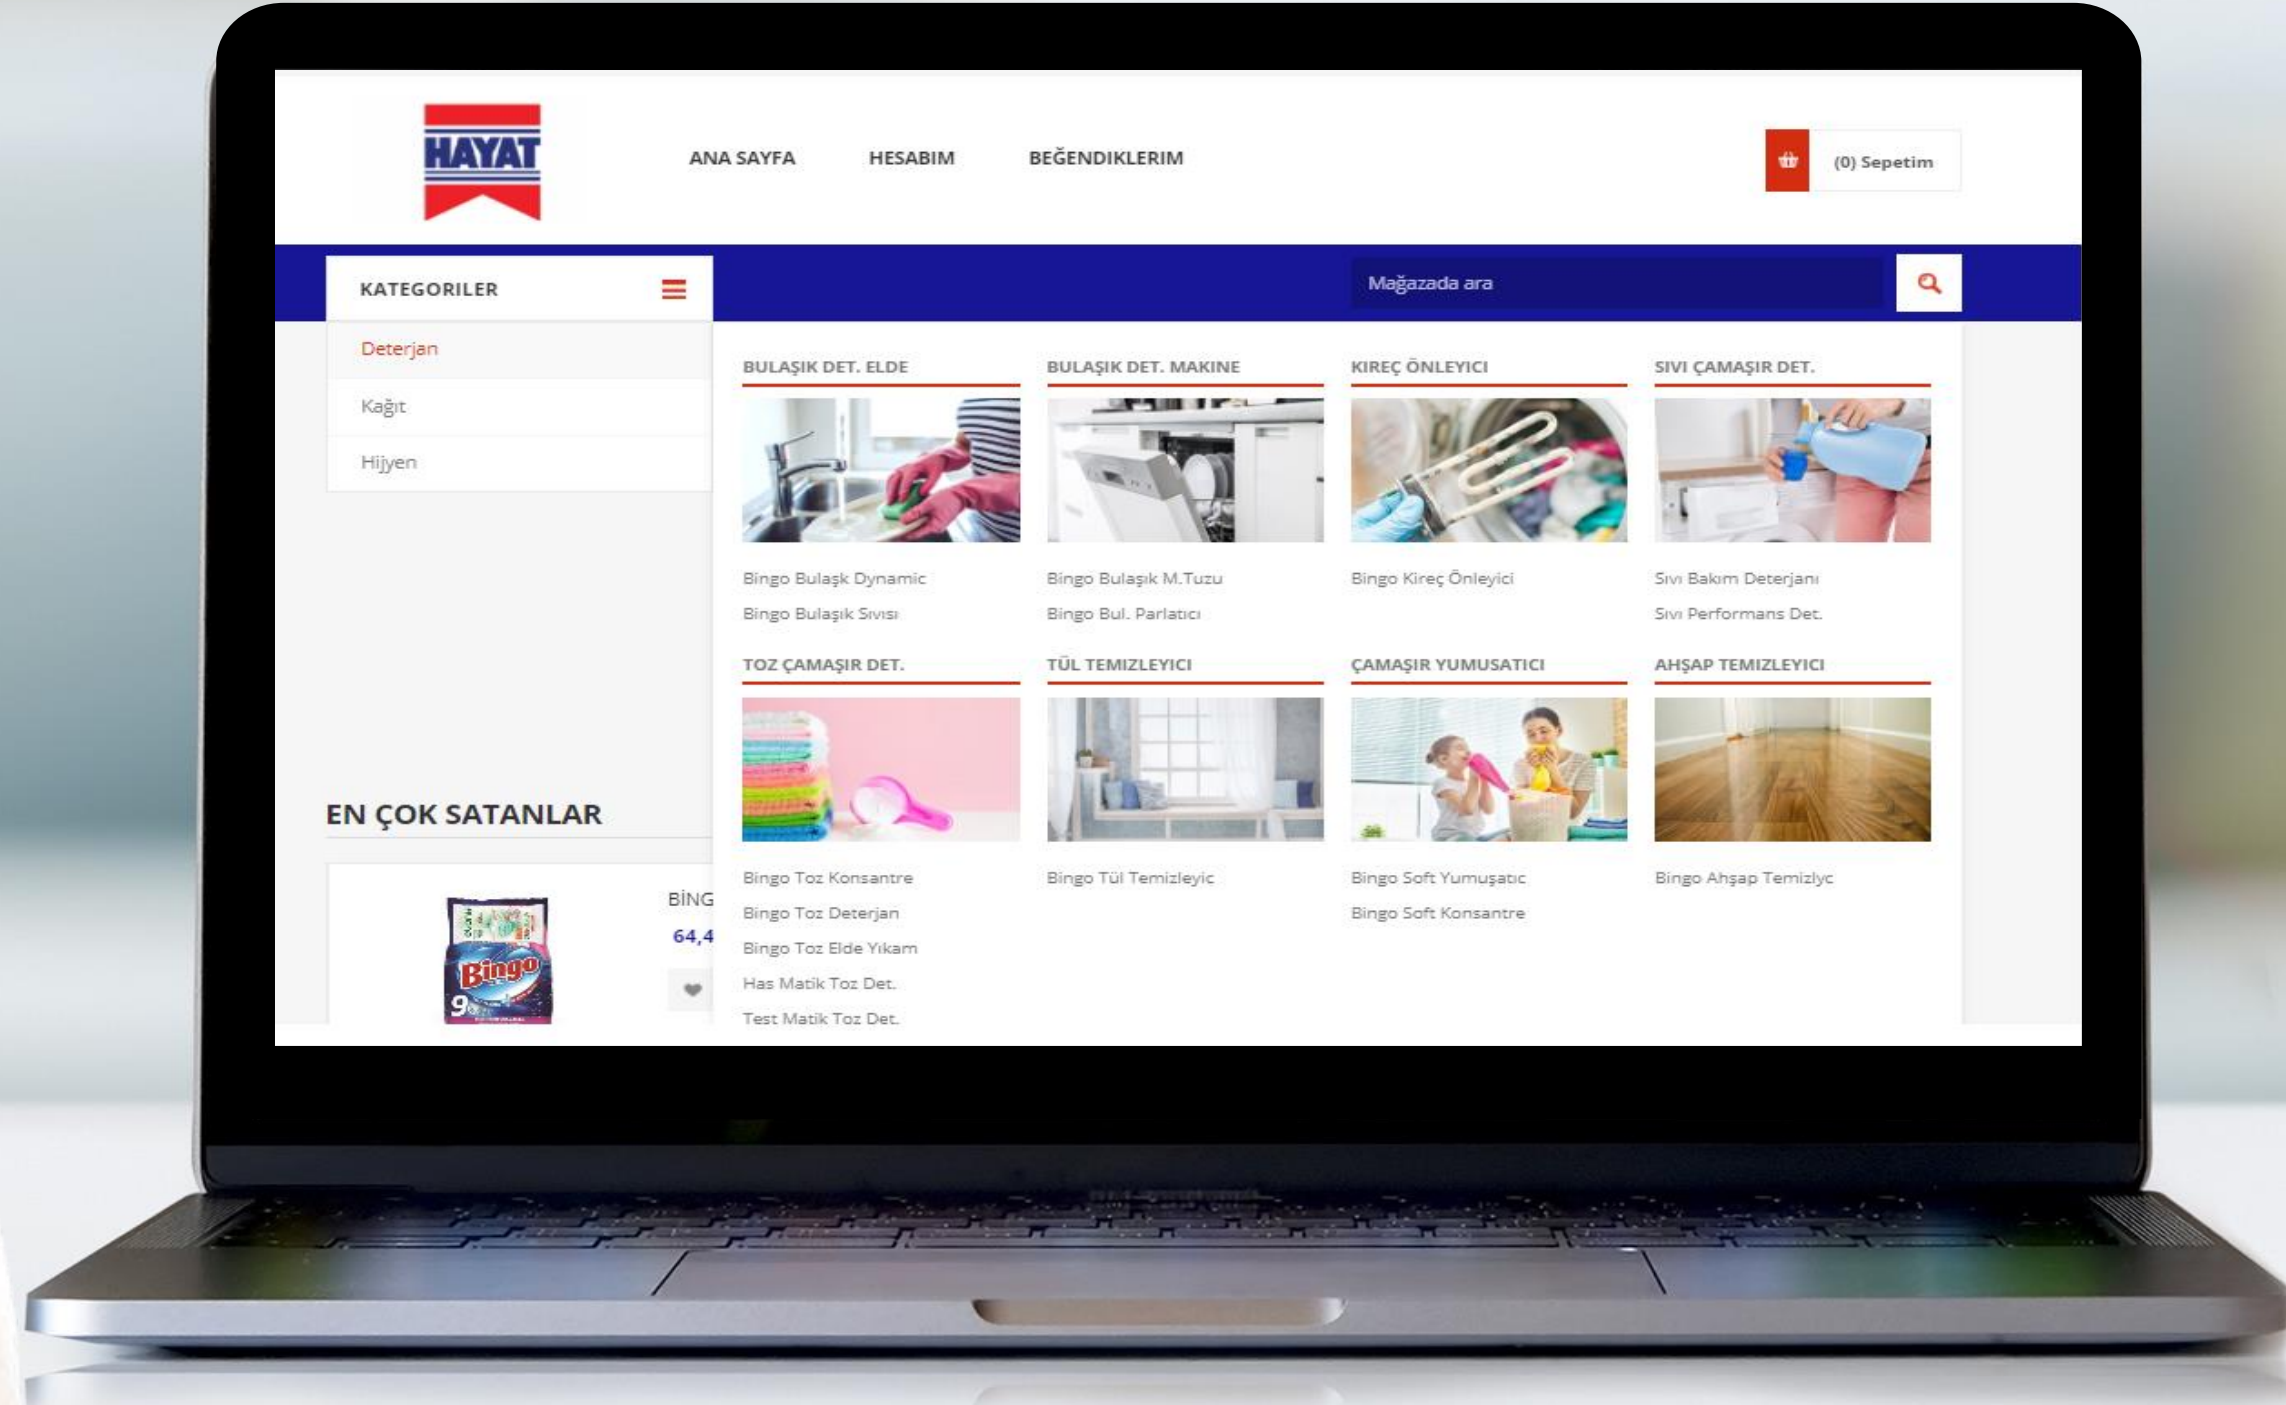 HAYAT
ANA SAYFA HESABIM BEĞENDIKLERIM
(0) Sepetim
KATEGORILER
Mağazada ara
Deterjan
Kağıt
Hijyen
BULAŞIK DET. ELDE
Bingo Bulaşk Dynamic
Bingo Bulaşık Sıvısı
BULAŞIK DET. MAKINE
Bingo Bulaşık M.Tuzu
Bingo Bul. Parlatıcı
KIREÇ ÖNLEYICI
Bingo Kireç Önleyici
SIVI ÇAMAŞIR DET.
Sıvı Bakım Deterjanı
Sıvı Performans Det.
TOZ ÇAMAŞIR DET.
Bingo Toz Konsantre
Bingo Toz Deterjan
Bingo Toz Elde Yıkam
Has Matik Toz Det.
Test Matik Toz Det.
TÜL TEMIZLEYICI
Bingo Tül Temizleyic
ÇAMAŞIR YUMUSATICI
Bingo Soft Yumuşatıc
Bingo Soft Konsantre
AHŞAP TEMIZLEYICI
Bingo Ahşap Temizlyc
EN ÇOK SATANLAR
BİNG
64,4
Bingo
9